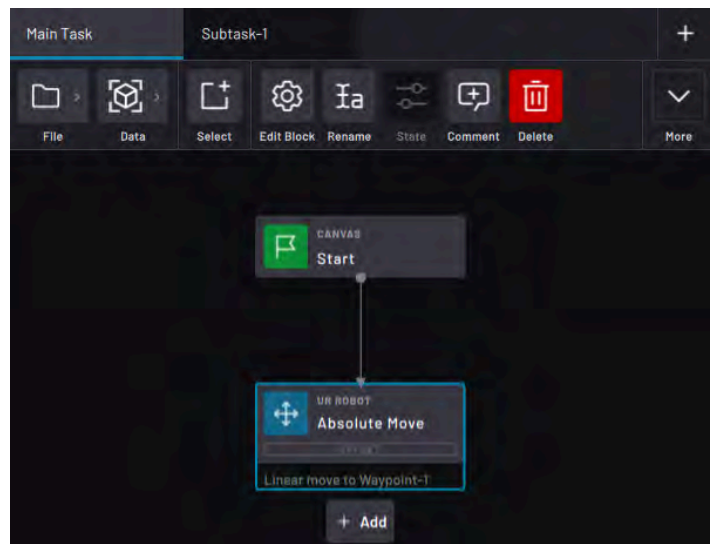 Main Task
Subtask-1
File
Data
Select
Edit Block
Rename
State
Comment
Delete
More
CANVAS
Start
UR ROBOT
Absolute Move
Linear move to Waypoint-1
+ Add